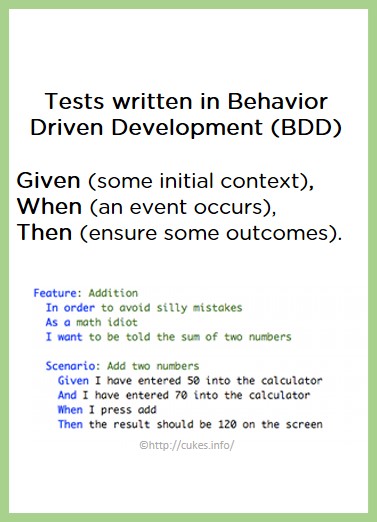 Tests written in Behavior
Driven Development (BDD)
Given (some initial context),
When (an event occurs),
Then (ensure some outcomes).
Feature: Addition
In order to avoid silly mistakes
As a math idiot
I want to be told the sum of two numbers
Scenario: Add two numbers
Given I have entered 50 into the calculator
And I have entered 70 into the calculator
When I press add
Then the result should be 120 on the screen
©http://cukes.info/